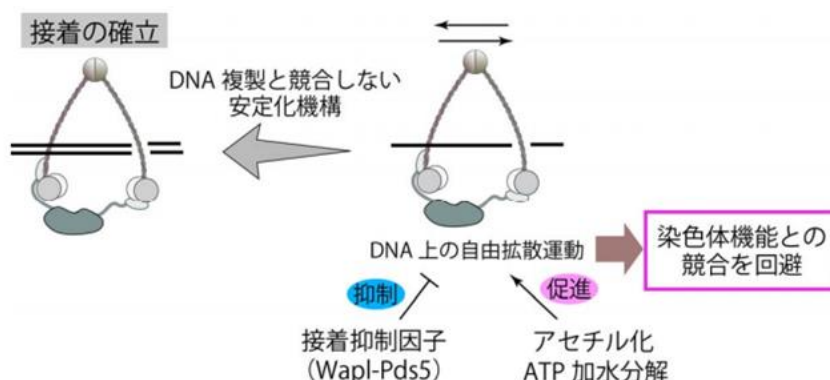 接着の確立
DNA 複製と競合しない
安定化機構
DNA 上の自由拡散運動
染色体機能との
競合を回避
抑制
促進
接着抑制因子
(Wapl-Pds5)
アセチル化
ATP 加水分解